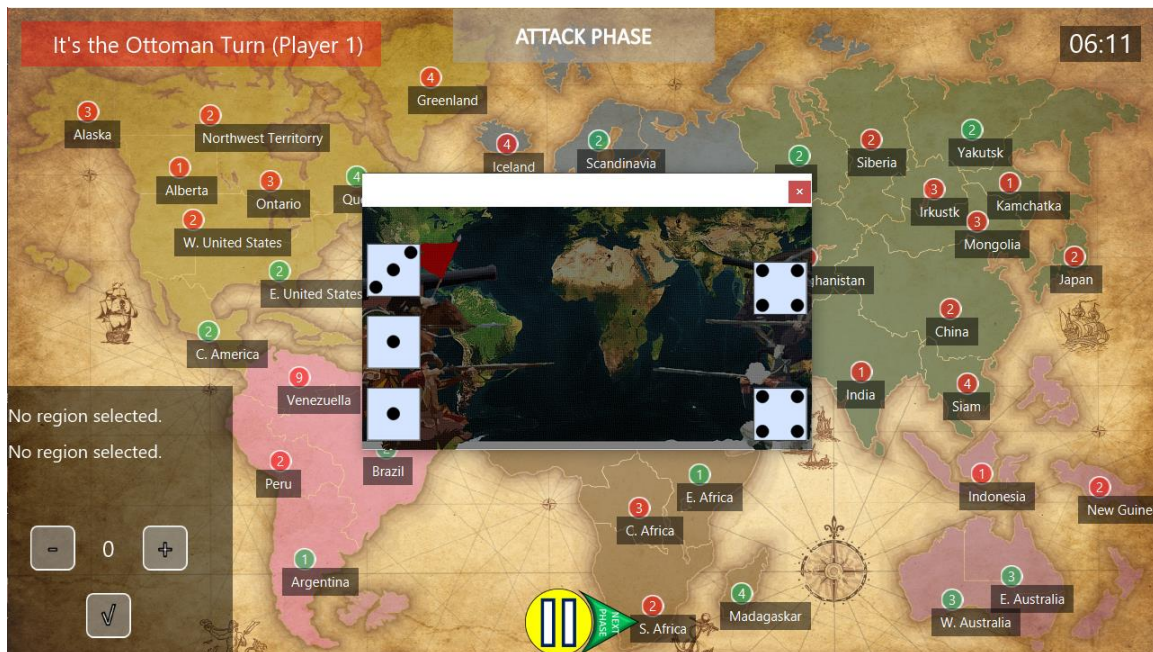 It's the Ottoman Turn (Player 1)
ATTACK PHASE
06:11
4
Greenland
3
Alaska
2
Northwest Territorry
4
Iceland
2
Scandinavia
2
2
Siberia
2
Yakutsk
1
Alberta
3
Ontario
4
Qu
3
Irkustk
1
Kamchatka
2
W. United States
3
Mongolia
×
2
E. United States
ghanistan
2
Japan
2
C. America
2
China
9
Venezuella
1
India
4
Siam
No region selected.
No region selected.
2
Peru
Brazil
1
E. Africa
1
Indonesia
2
New Guine
3
C. Africa
- 0 +
1
Argentina
4
Madagaskar
3
W. Australia
3
E. Australia
√
NEXT PHASE
2
S. Africa